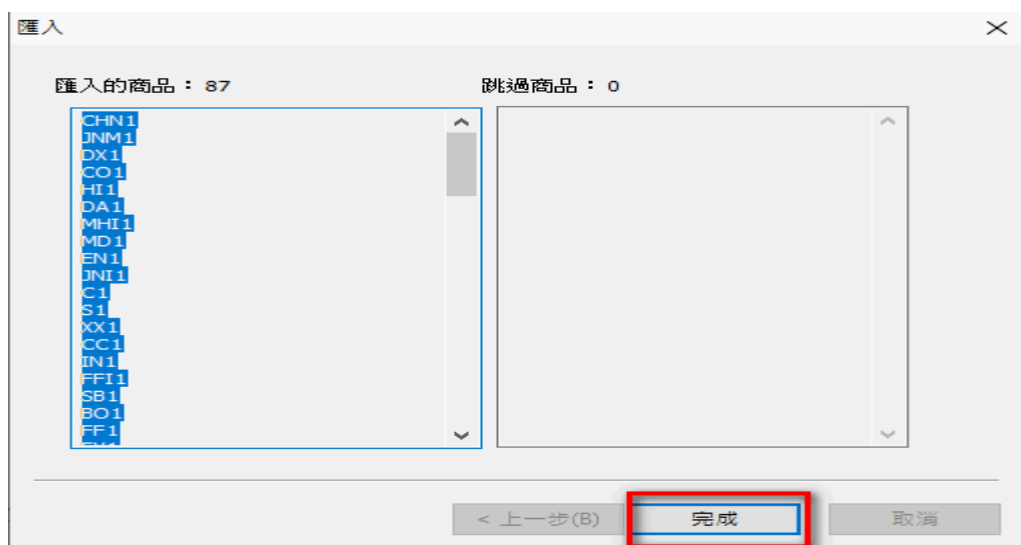 匯入
匯入的商品：87
跳過商品：0
CHN1
JNM1
DX1
CO1
HI1
DA1
MHI1
MD1
EN1
JNI1
C1
S1
XX1
CC1
IN1
FFI1
SB1
BO1
FF1
< 上一步(B)
完成
取消